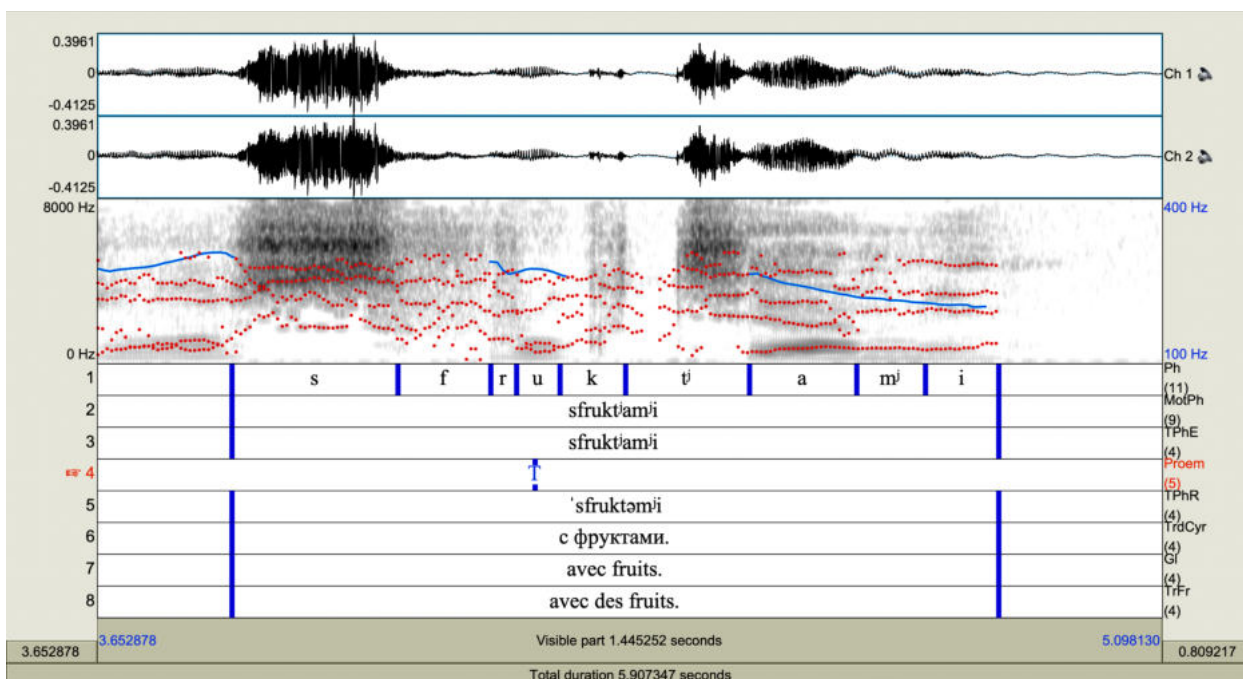 0.3961
0
-0.4125
Ch 1
0.3961
0
-0.4125
Ch 2
8000 Hz
400 Hz
0 Hz
100 Hz
1 s f r u k tʲ a mʲ i Ph (11)
2 sfruktʲamʲi MotPh (9)
3 sfruktʲamʲi TPhE (4)
4 T Proem (5)
5 ˈsfruktəmʲi TPhR (4)
6 с фруктами. TrdCyr (4)
7 avec fruits. Gl (4)
8 avec des fruits. TrFr (4)
3.652878 Visible part 1.445252 seconds 5.098130
3.652878 0.809217
Total duration 5.907347 seconds